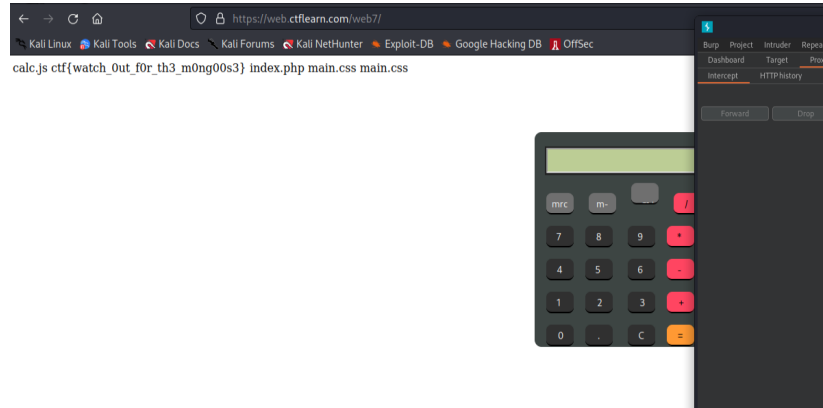 https://web.ctflearn.com/web7/
Kali Linux Kali Tools Kali Docs Kali Forums Kali NetHunter Exploit-DB Google Hacking DB OffSec
calc.js ctf{watch_0ut_f0r_th3_m0ng00s3} index.php main.css main.css
mrc m- /
7 8 9 *
4 5 6 -
1 2 3 +
0 . C =
Burp Project Intruder
Dashboard Target
Intercept HTTP history
Forward Drop